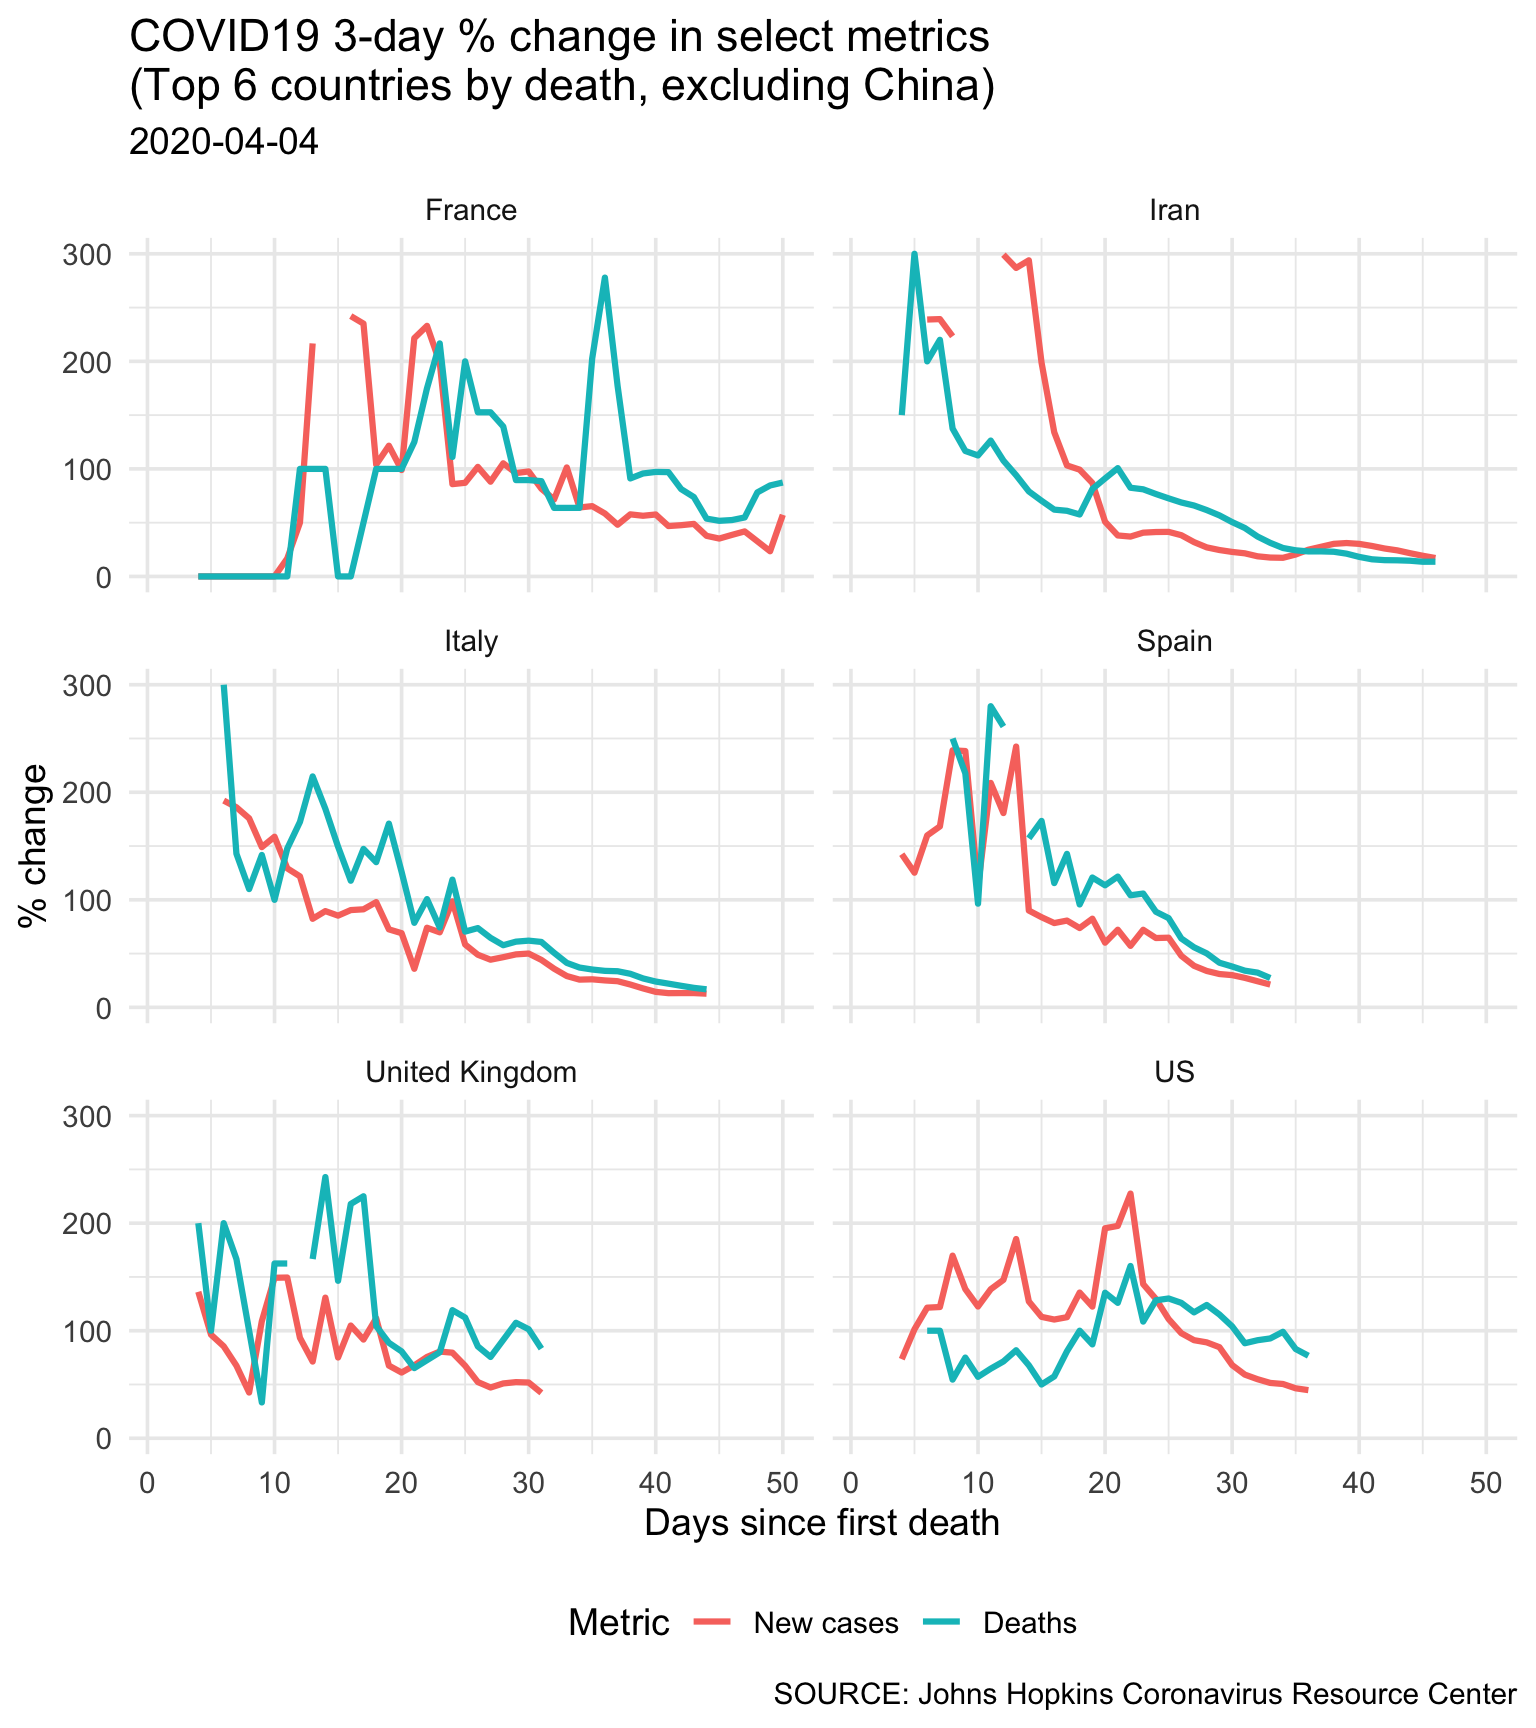 COVID19 3-day % change in select metrics
(Top 6 countries by death, excluding China)
2020-04-04
France
Iran
300
200
100
0
Italy
Spain
300
200
100
0
% change
United Kingdom
US
300
200
100
0
0 10 20 30 40 50
0 10 20 30 40 50
Days since first death
Metric New cases Deaths
SOURCE: Johns Hopkins Coronavirus Resource Center